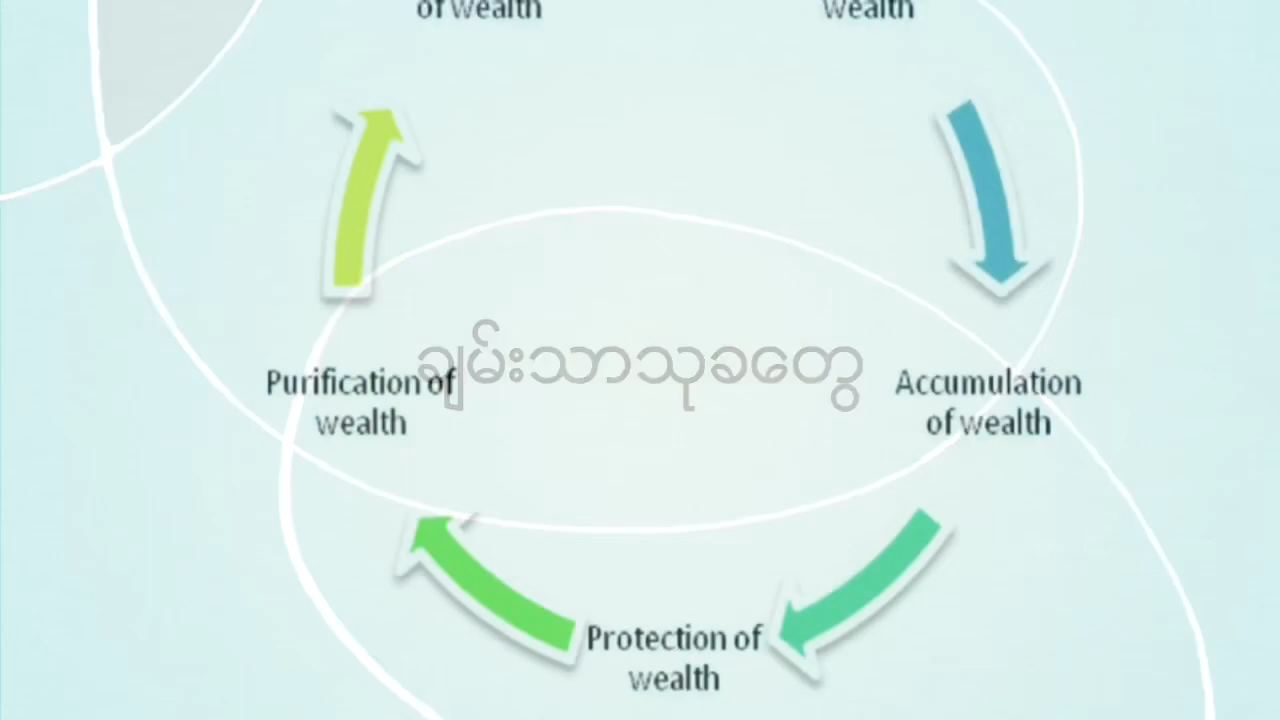 of wealth
wealth
Purification of
wealth
ချမ်းသာသုခတွေ
Accumulation
of wealth
Protection of
wealth